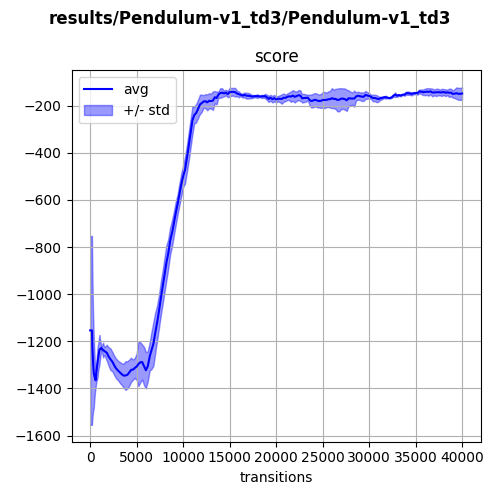 results/Pendulum-v1_td3/Pendulum-v1_td3
score
avg
+/- std
−200
−400
−600
−800
−1000
−1200
−1400
−1600
0 5000 10000 15000 20000 25000 30000 35000 40000
transitions